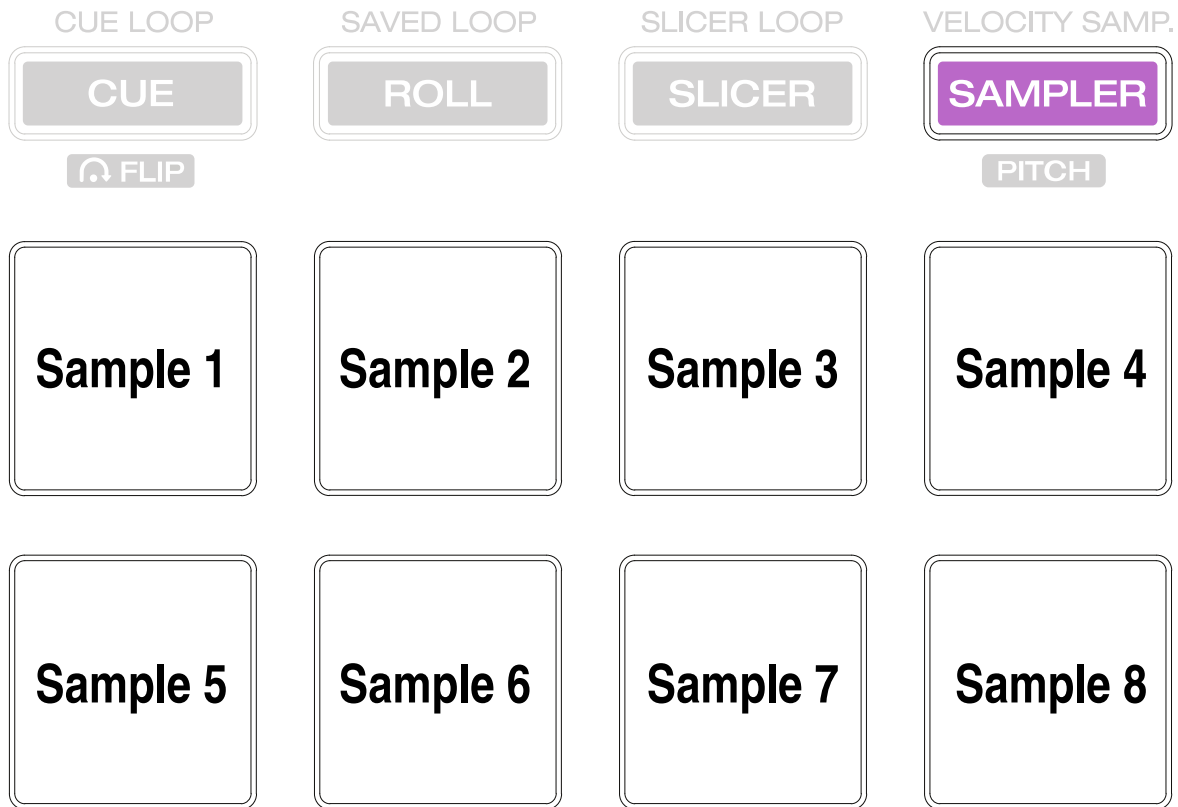 CUE LOOP SAVED LOOP SLICER LOOP VELOCITY SAMP.
CUE ROLL SLICER SAMPLER
FLIP PITCH
Sample 1 Sample 2 Sample 3 Sample 4
Sample 5 Sample 6 Sample 7 Sample 8